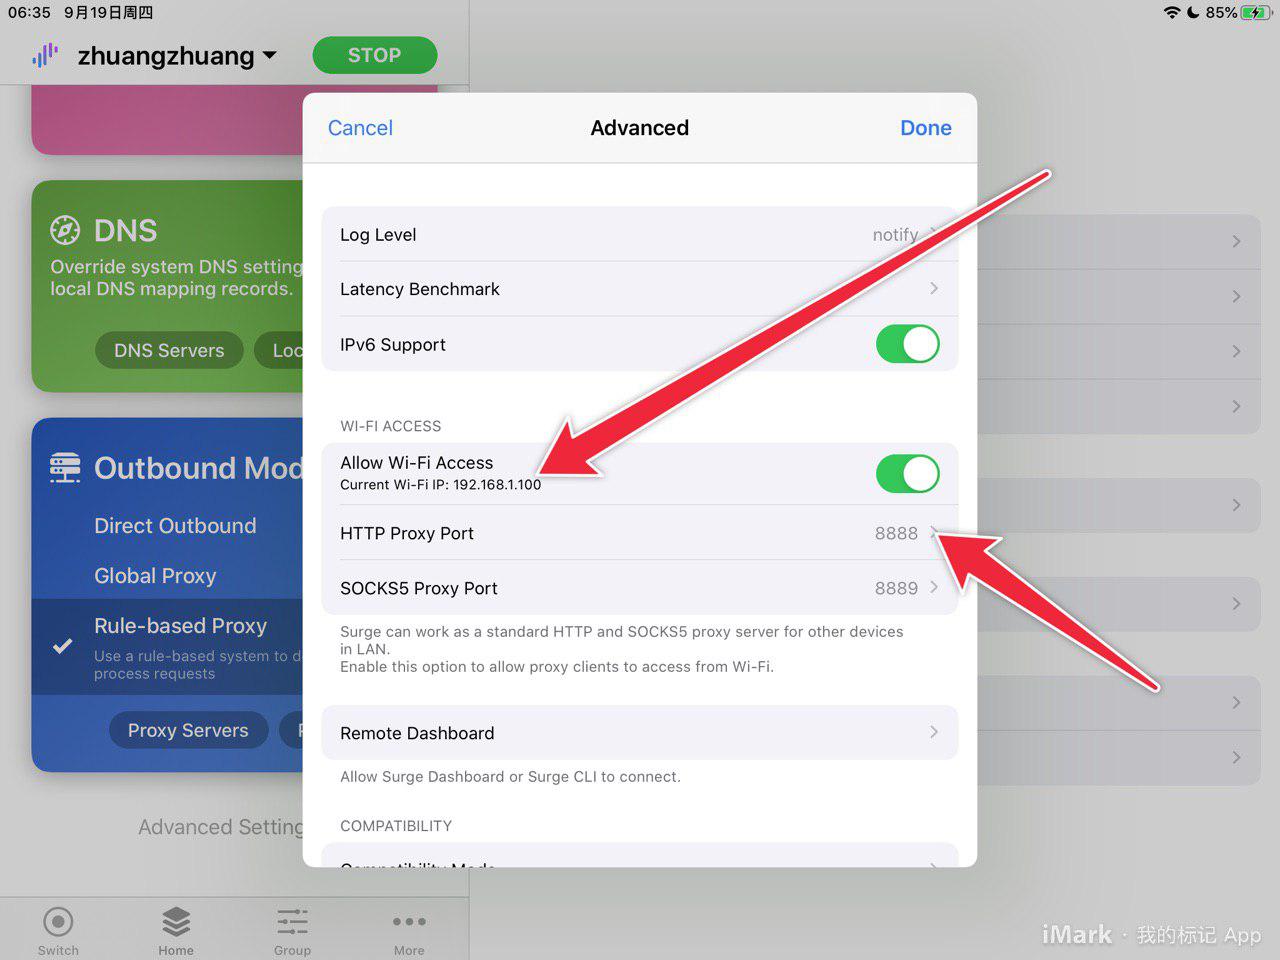 06:35 9月19日周四
85%
zhuangzhuang
STOP
DNS
Override system DNS setting
local DNS mapping records.
DNS Servers
Loc
Outbound Mod
Direct Outbound
Global Proxy
Rule-based Proxy
Use a rule-based system to d
process requests
Proxy Servers
Advanced Setting
Switch
Home
Group
More
Cancel
Advanced
Done
Log Level
notify
Latency Benchmark
IPv6 Support
WI-FI ACCESS
Allow Wi-Fi Access
Current Wi-Fi IP: 192.168.1.100
HTTP Proxy Port
8888
SOCKS5 Proxy Port
8889
Surge can work as a standard HTTP and SOCKS5 proxy server for other devices
in LAN.
Enable this option to allow proxy clients to access from Wi-Fi.
Remote Dashboard
Allow Surge Dashboard or Surge CLI to connect.
COMPATIBILITY
Compatibility Mode
iMark · 我的标记 App